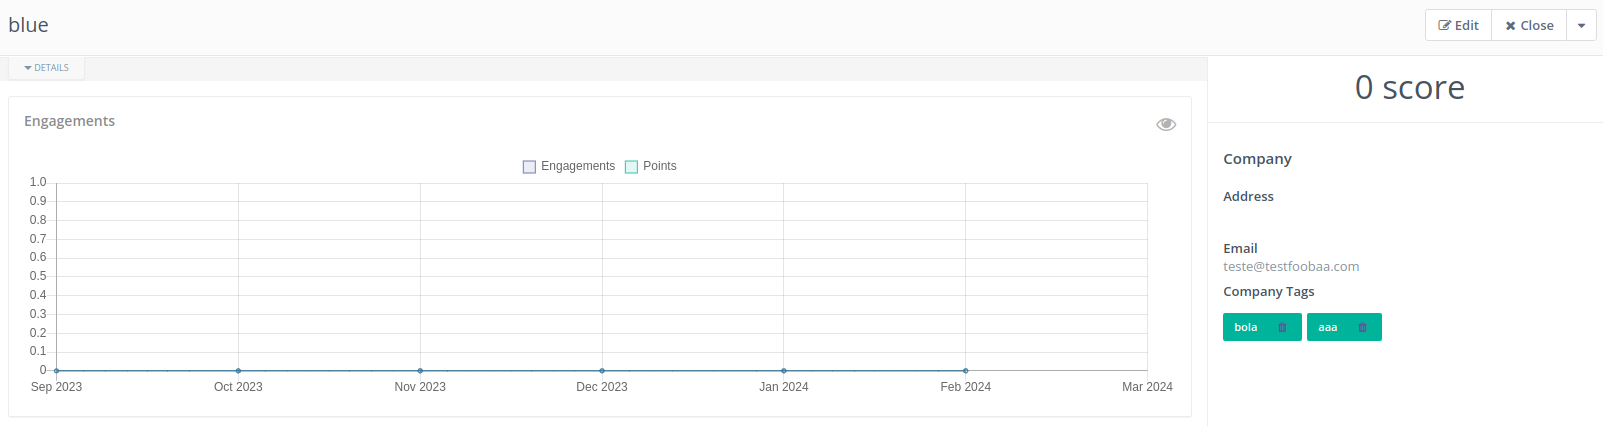 blue
Edit
Close
DETAILS
Engagements
Engagements
Points
1.0
0.9
0.8
0.7
0.6
0.5
0.4
0.3
0.2
0.1
0
Sep 2023
Oct 2023
Nov 2023
Dec 2023
Jan 2024
Feb 2024
Mar 2024
0 score
Company
Address
Email
teste@testfoobaa.com
Company Tags
bola
aaa